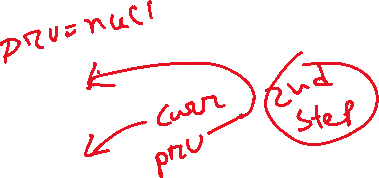 prv = null
curr
prv
2nd
step